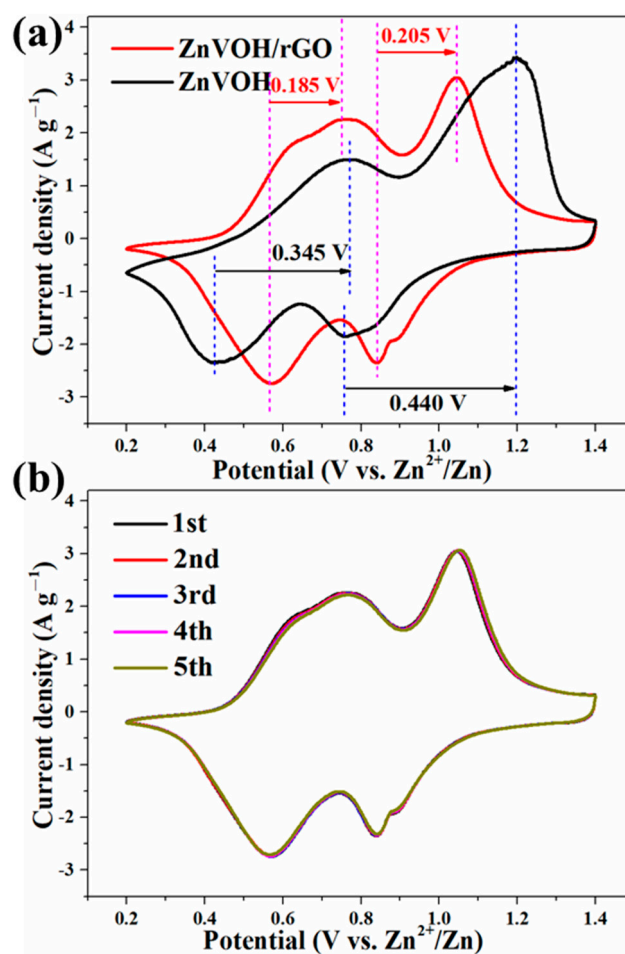 (a)
ZnVOH/rGO
ZnVOH
0.205 V
0.185 V
0.345 V
0.440 V
Current density (A g⁻¹)
4
3
2
1
0
-1
-2
-3
0.2 0.4 0.6 0.8 1.0 1.2 1.4
Potential (V vs. Zn²⁺/Zn)
(b)
1st
2nd
3rd
4th
5th
Current density (A g⁻¹)
4
3
2
1
0
-1
-2
-3
0.2 0.4 0.6 0.8 1.0 1.2 1.4
Potential (V vs. Zn²⁺/Zn)